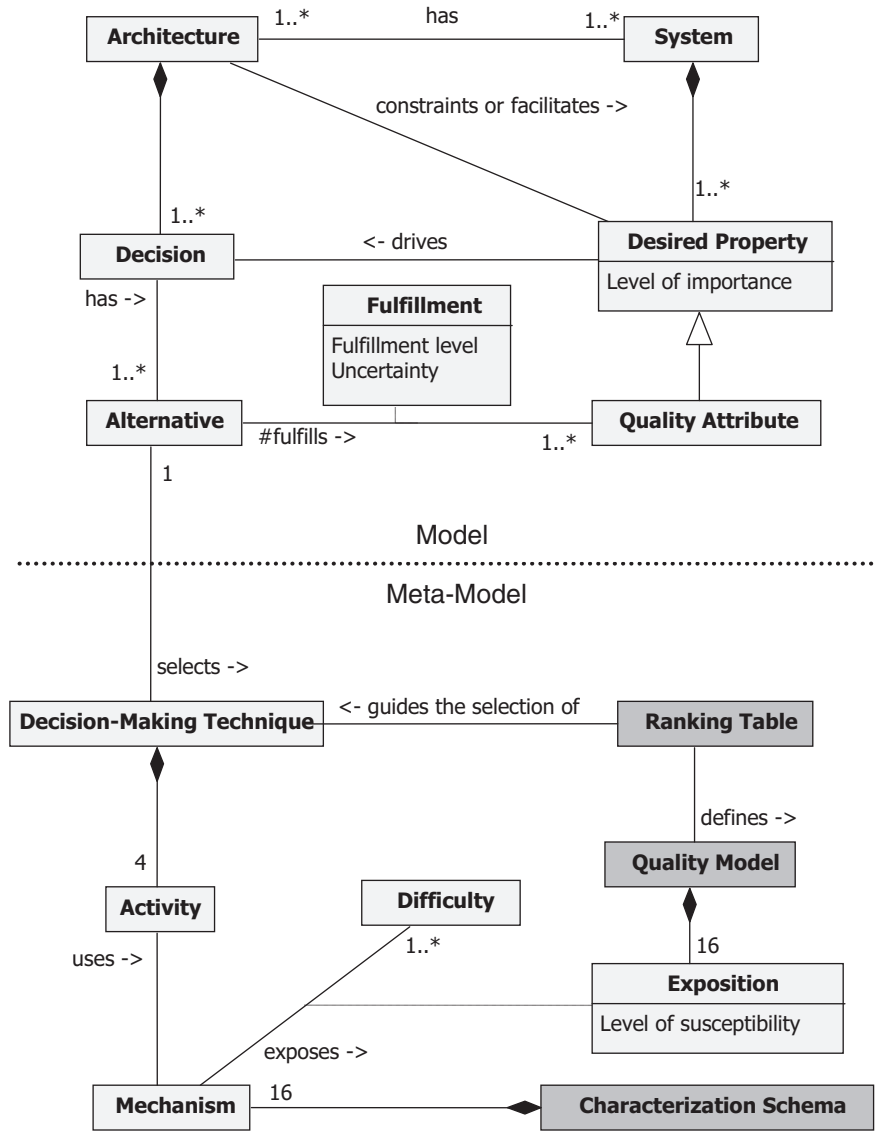 1..*
has
1..*
Architecture
System
constraints or facilitates ->
1..*
1..*
Decision
<- drives
Desired Property
Level of importance
has ->
Fulfillment
Fulfillment level
Uncertainty
1..*
Alternative
#fulfills ->
1..*
Quality Attribute
1
Model
Meta-Model
selects ->
Decision-Making Technique
<- guides the selection of
Ranking Table
defines ->
4
Quality Model
Activity
Difficulty
1..*
16
uses ->
Exposition
Level of susceptibility
exposes ->
Mechanism
16
Characterization Schema